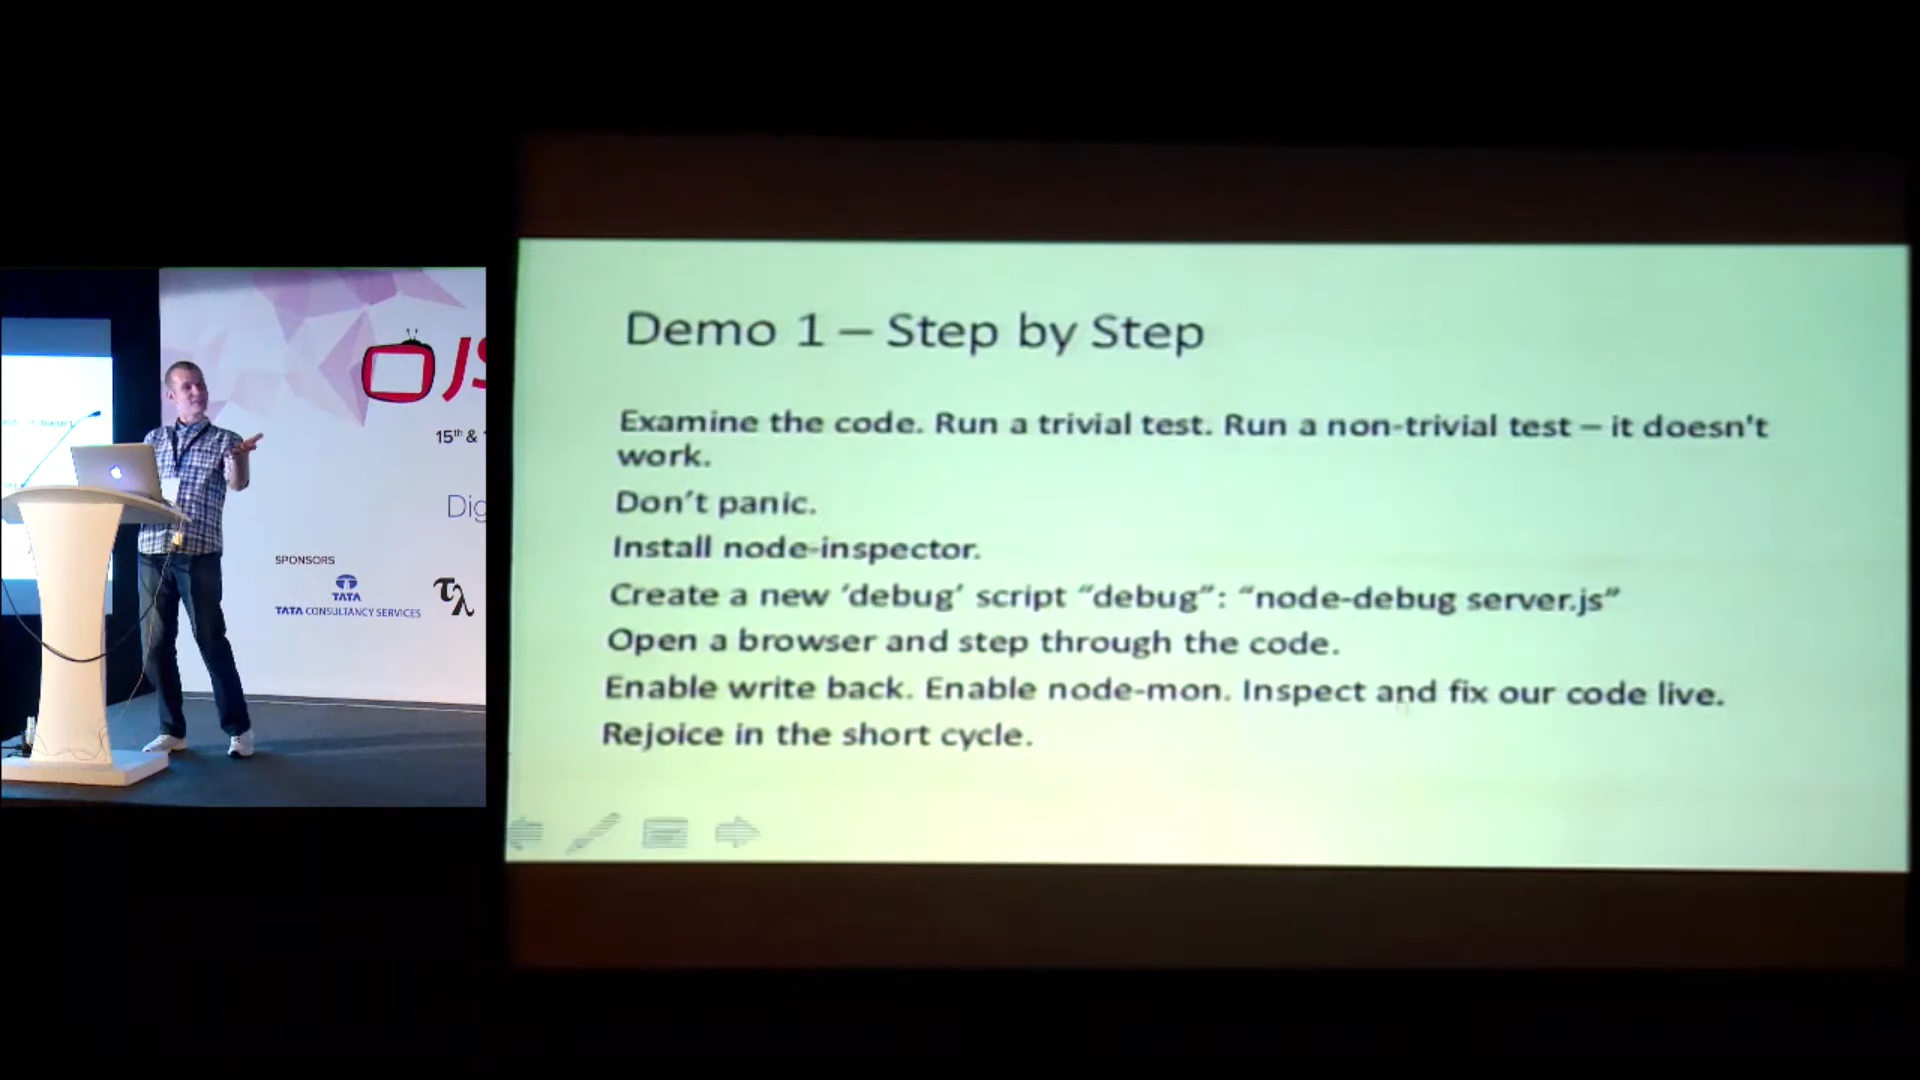 JS
15th &
Dig
SPONSORS
TATA
TATA CONSULTANCY SERVICES
τλ
Demo 1 – Step by Step
Examine the code. Run a trivial test. Run a non-trivial test – it doesn't
work.
Don’t panic.
Install node-inspector.
Create a new ‘debug’ script “debug”: “node-debug server.js”
Open a browser and step through the code.
Enable write back. Enable node-mon. Inspect and fix our code live.
Rejoice in the short cycle.